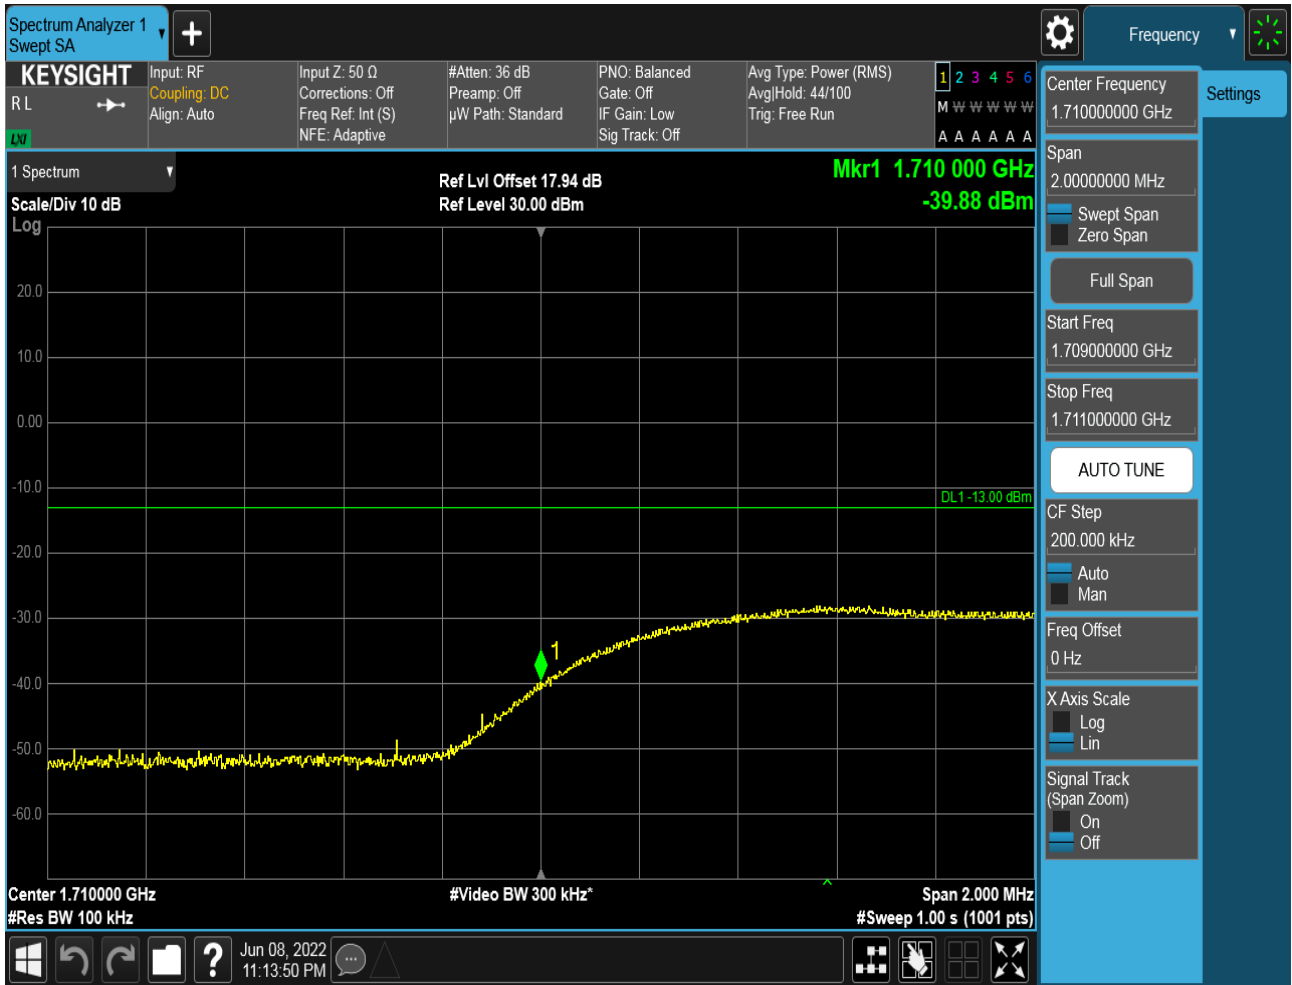 Spectrum Analyzer 1
Swept SA
+
Frequency
KEYSIGHT
R L
LXI
Input: RF
Coupling: DC
Align: Auto
Input Z: 50 Ω
Corrections: Off
Freq Ref: Int (S)
NFE: Adaptive
#Atten: 36 dB
Preamp: Off
µW Path: Standard
PNO: Balanced
Gate: Off
IF Gain: Low
Sig Track: Off
Avg Type: Power (RMS)
Avg|Hold: 44/100
Trig: Free Run
1 2 3 4 5 6
M W W W W W
A A A A A A
1 Spectrum
Scale/Div 10 dB
Log
Ref Lvl Offset 17.94 dB
Ref Level 30.00 dBm
Mkr1 1.710 000 GHz
-39.88 dBm
20.0
10.0
0.00
-10.0
DL1 -13.00 dBm
-20.0
-30.0
1
-40.0
-50.0
-60.0
Center 1.710000 GHz
#Res BW 100 kHz
#Video BW 300 kHz*
Span 2.000 MHz
#Sweep 1.00 s (1001 pts)
?
Jun 08, 2022
11:13:50 PM
Center Frequency
1.710000000 GHz
Settings
Span
2.00000000 MHz
Swept Span
Zero Span
Full Span
Start Freq
1.709000000 GHz
Stop Freq
1.711000000 GHz
AUTO TUNE
CF Step
200.000 kHz
Auto
Man
Freq Offset
0 Hz
X Axis Scale
Log
Lin
Signal Track
(Span Zoom)
On
Off